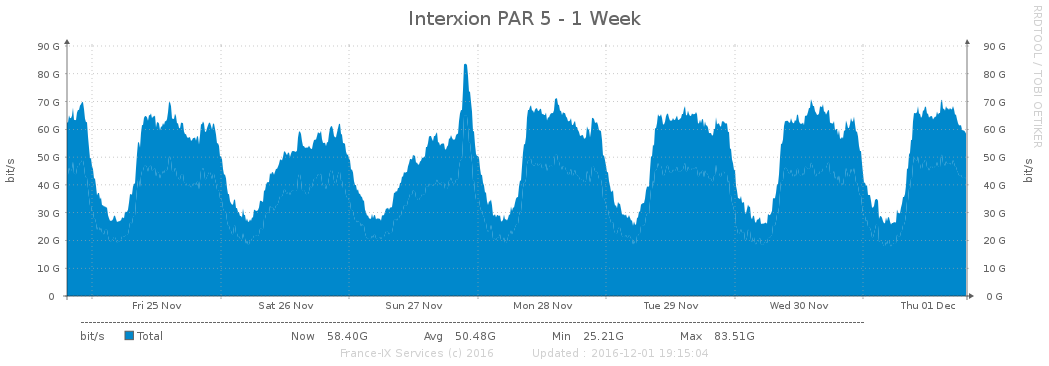 Interxion PAR 5 - 1 Week
RRDTOOL / TOBI OETIKER
90 G 90 G
80 G 80 G
70 G 70 G
60 G 60 G
50 G 50 G
40 G 40 G
30 G 30 G
20 G 20 G
10 G 10 G
0 0 G
bit/s bit/s
Fri 25 Nov Sat 26 Nov Sun 27 Nov Mon 28 Nov Tue 29 Nov Wed 30 Nov Thu 01 Dec
bit/s Total Now 58.40G Avg 50.48G Min 25.21G Max 83.51G
France-IX Services (c) 2016 Updated : 2016-12-01 19:15:04